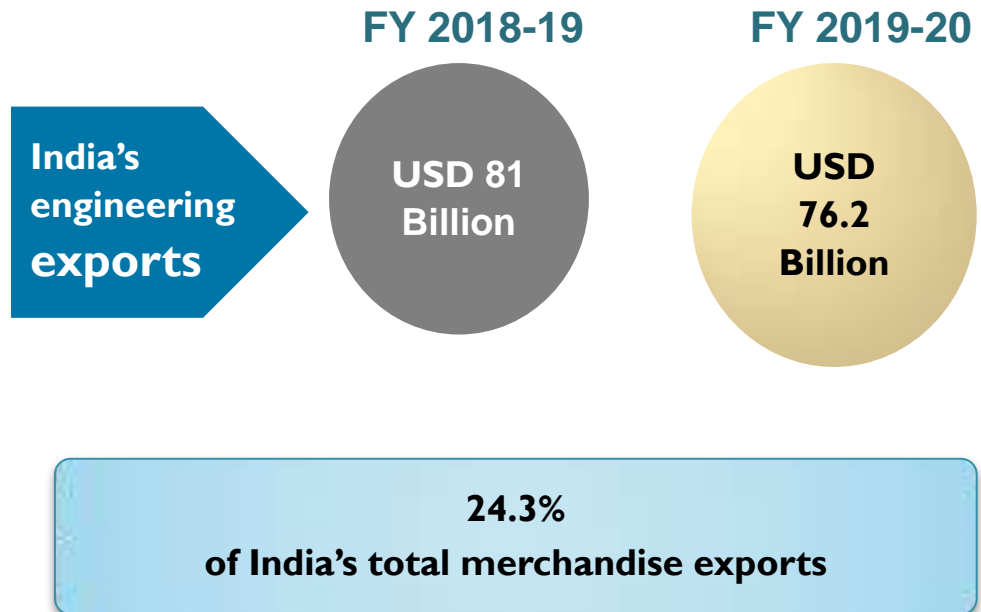 FY 2018-19
FY 2019-20
India's
engineering
exports
USD 81
Billion
USD
76.2
Billion
24.3%
of India's total merchandise exports